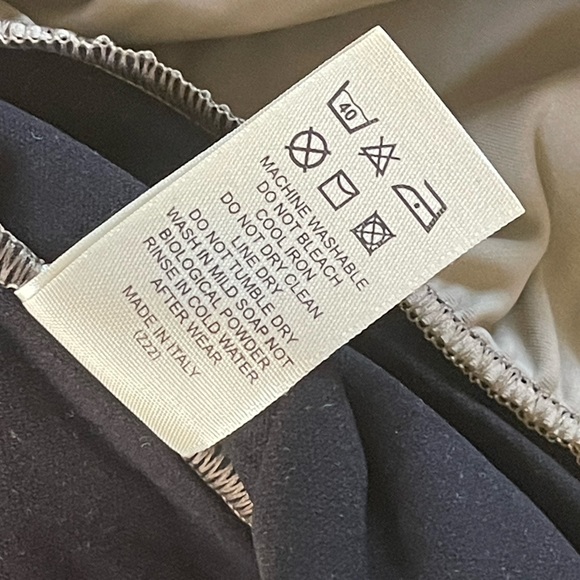 40
MACHINE WASHABLE
DO NOT BLEACH
COOL IRON
DO NOT DRY CLEAN
LINE DRY
DO NOT TUMBLE DRY
WASH IN MILD SOAP NOT
BIOLOGICAL POWDER
RINSE IN COLD WATER
AFTER WEAR
MADE IN ITALY
(ZZZ)